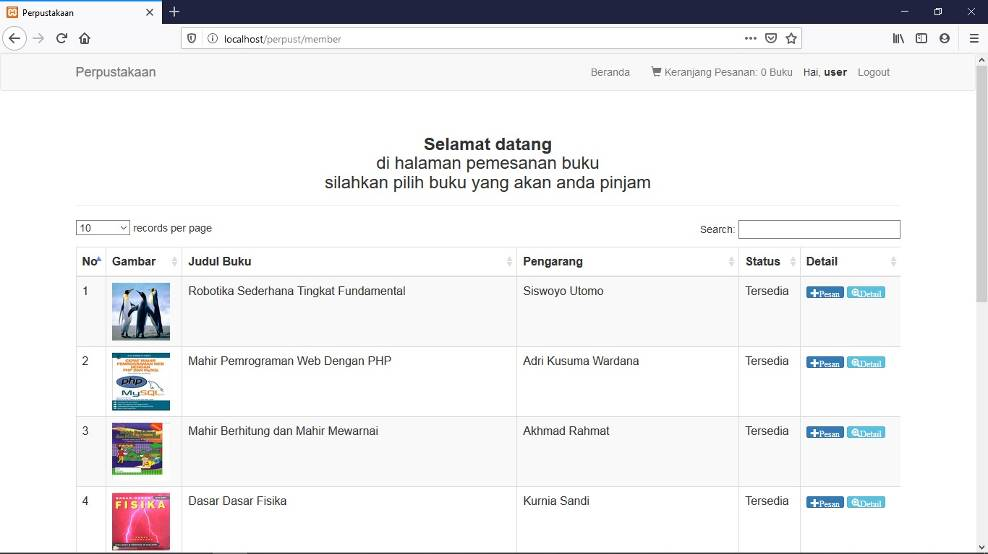 Perpustakaan
localhost/perpust/member
Perpustakaan
Beranda Keranjang Pesanan: 0 Buku Hai, user Logout
Selamat datang
di halaman pemesanan buku
silahkan pilih buku yang akan anda pinjam
10 records per page Search:
No Gambar Judul Buku Pengarang Status Detail
1 Robotika Sederhana Tingkat Fundamental Siswoyo Utomo Tersedia Pesan Detail
2 Mahir Pemrograman Web Dengan PHP Adri Kusuma Wardana Tersedia Pesan Detail
php
MySQL
3 Mahir Berhitung dan Mahir Mewarnai Akhmad Rahmat Tersedia Pesan Detail
4 Dasar Dasar Fisika Kurnia Sandi Tersedia Pesan Detail
DASAR-DASAR
FISIKA